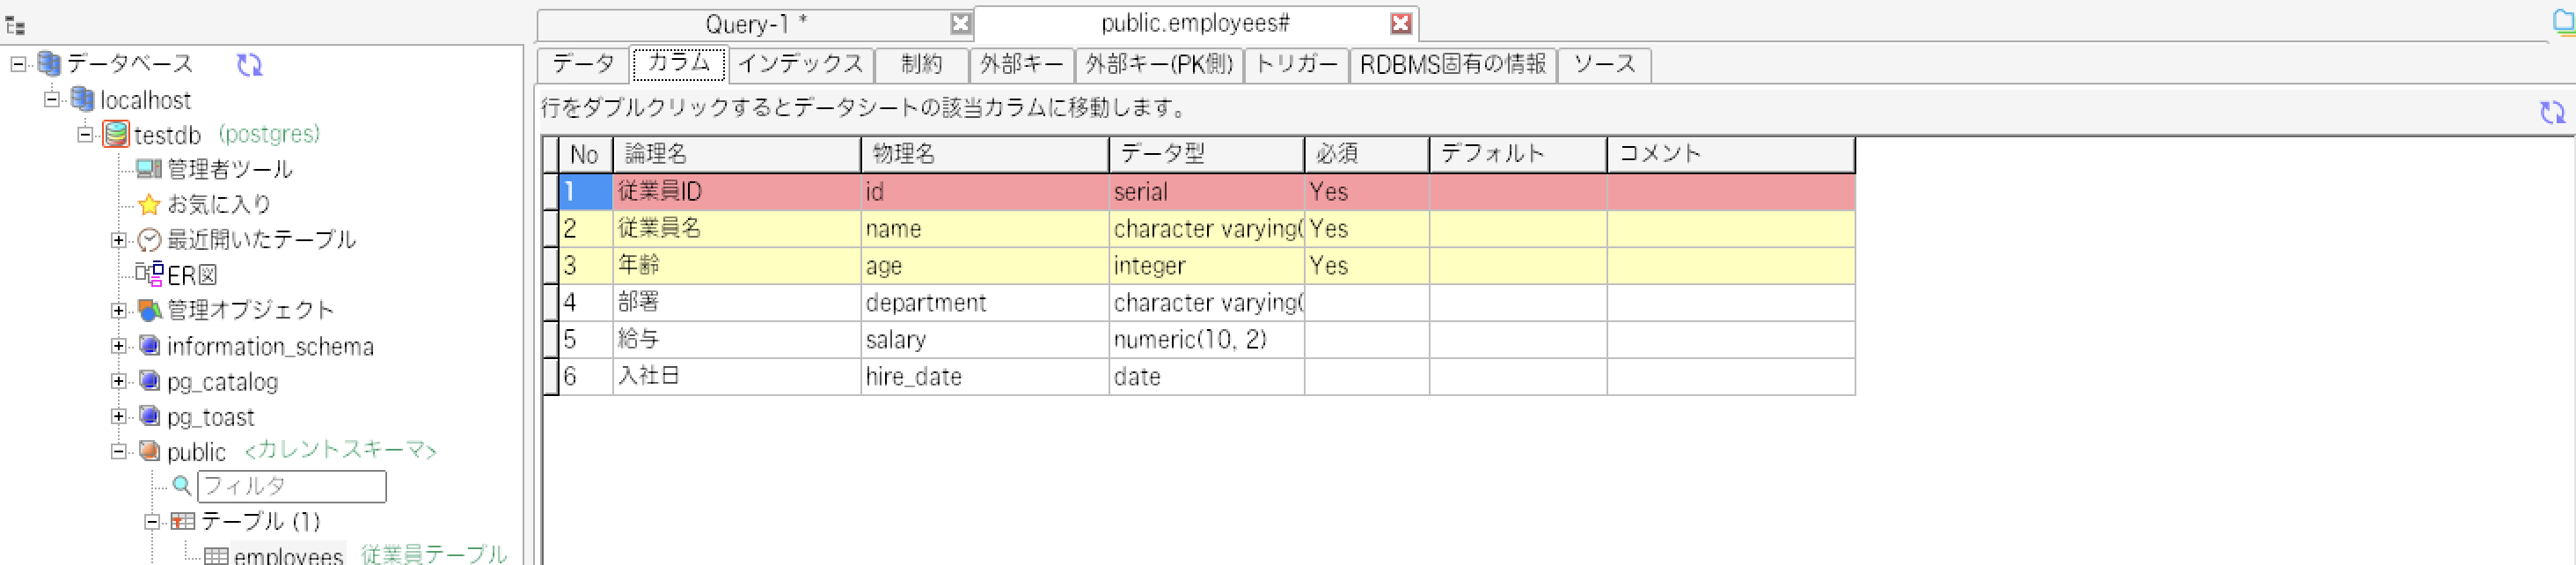 Query-1 *
public.employees#
データベース
データ カラム インデックス 制約 外部キー 外部キー(PK側) トリガー RDBMS固有の情報 ソース
localhost
行をダブルクリックするとデータシートの該当カラムに移動します。
testdb (postgres)
管理者ツール
お気に入り
最近開いたテーブル
ER図
管理オブジェクト
information_schema
pg_catalog
pg_toast
public <カレントスキーマ>
フィルタ
テーブル (1)
employees 従業員テーブル
No 論理名 物理名 データ型 必須 デフォルト コメント
1 従業員ID id serial Yes
2 従業員名 name character varying( Yes
3 年齢 age integer Yes
4 部署 department character varying(
5 給与 salary numeric(10, 2)
6 入社日 hire_date date